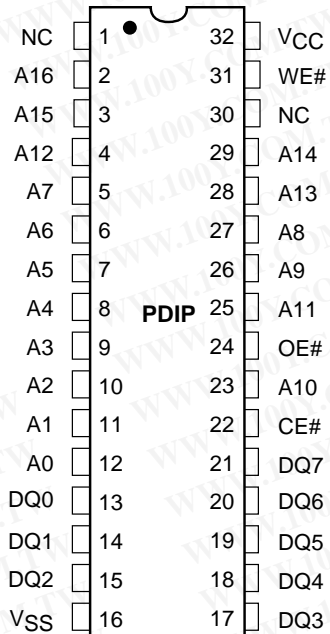 NC 1 32 VCC
A16 2 31 WE#
A15 3 30 NC
A12 4 29 A14
A7 5 28 A13
A6 6 27 A8
A5 7 26 A9
A4 8 PDIP 25 A11
A3 9 24 OE#
A2 10 23 A10
A1 11 22 CE#
A0 12 21 DQ7
DQ0 13 20 DQ6
DQ1 14 19 DQ5
DQ2 15 18 DQ4
VSS 16 17 DQ3